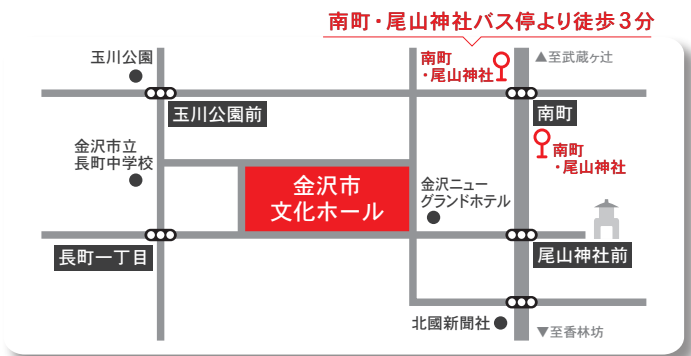 南町・尾山神社バス停より徒歩3分
玉川公園
南町
・尾山神社
▲至武蔵ヶ辻
玉川公園前
南町
金沢市立
長町中学校
南町
・尾山神社
金沢市
文化ホール
金沢ニュー
グランドホテル
長町一丁目
尾山神社前
北國新聞社
▼至香林坊